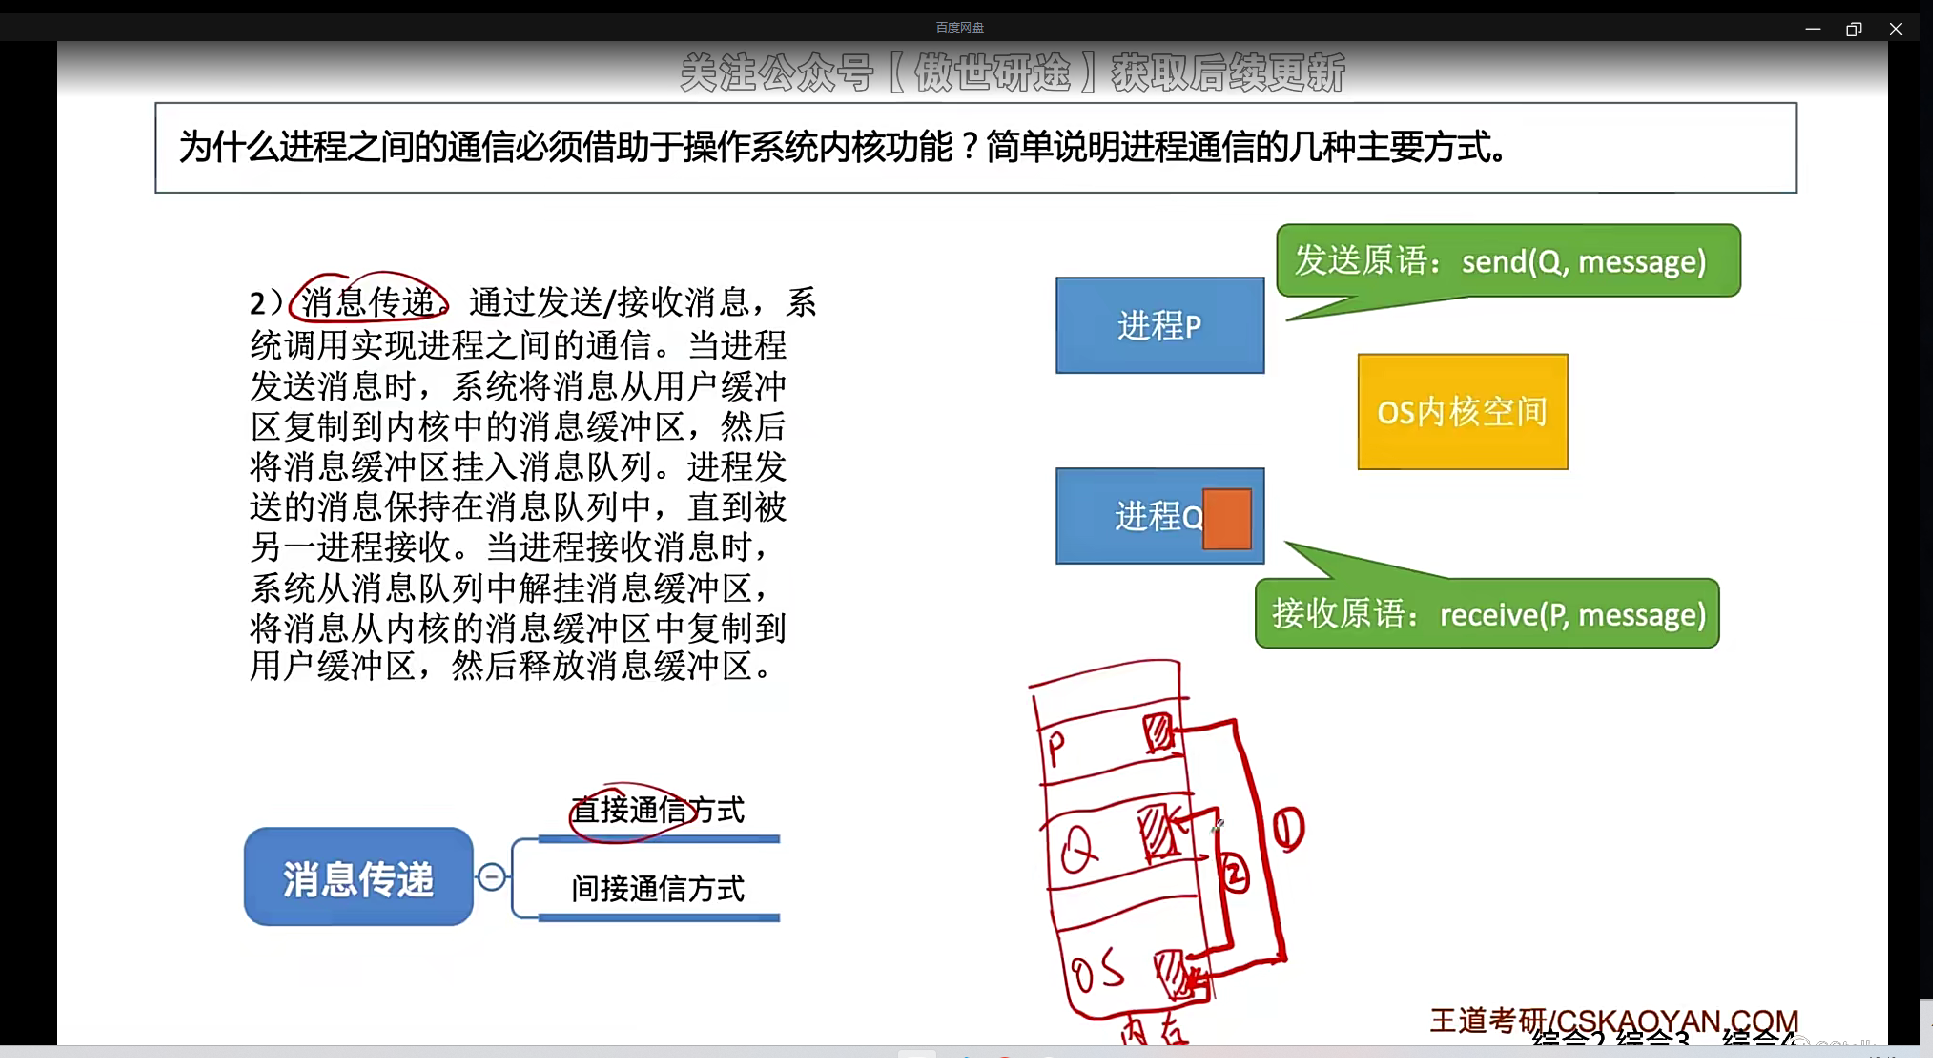 百度网盘
关注公众号【傲世研途】获取后续更新
为什么进程之间的通信必须借助于操作系统内核功能？简单说明进程通信的几种主要方式。
2）消息传递。通过发送/接收消息，系
统调用实现进程之间的通信。当进程
发送消息时，系统将消息从用户缓冲
区复制到内核中的消息缓冲区，然后
将消息缓冲区挂入消息队列。进程发
送的消息保持在消息队列中，直到被
另一进程接收。当进程接收消息时，
系统从消息队列中解挂消息缓冲区，
将消息从内核的消息缓冲区中复制到
用户缓冲区，然后释放消息缓冲区。
发送原语：send(Q, message)
进程P
OS内核空间
进程Q
接收原语：receive(P, message)
P
Q
OS
①
②
内存
消息传递
直接通信方式
间接通信方式
王道考研/CSKAOYAN.COM
综合2 综合3 综合4